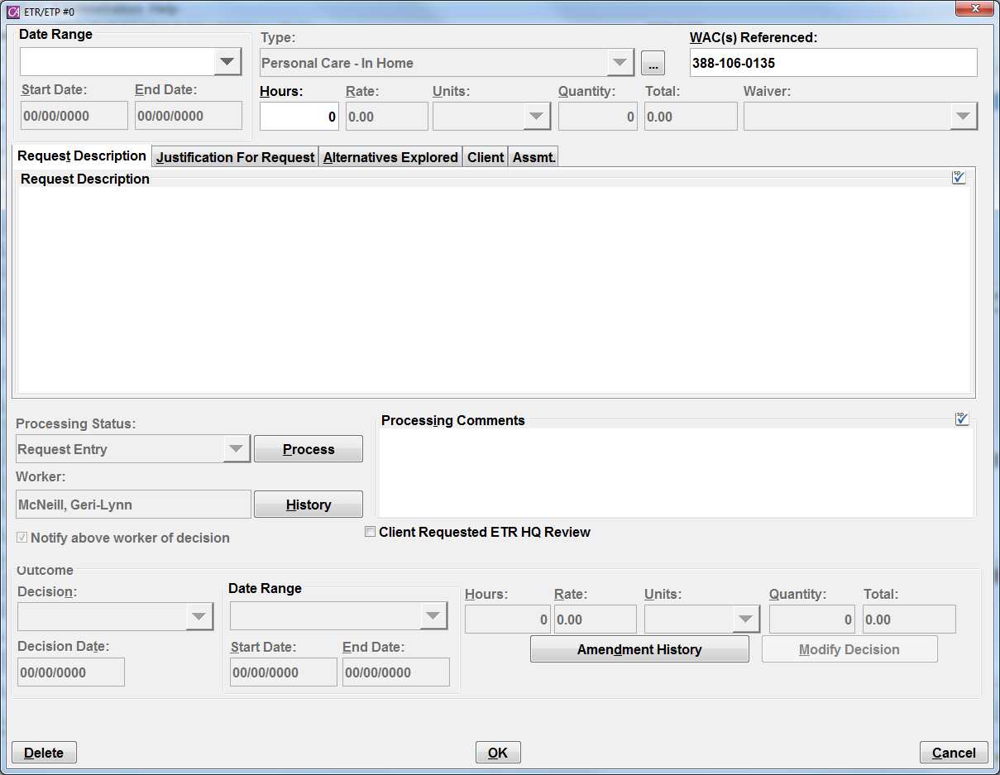 ETR/ETP #0
Date Range
Type:
WAC(s) Referenced:
Personal Care - In Home
...
388-106-0135
Start Date:
End Date:
Hours:
Rate:
Units:
Quantity:
Total:
Waiver:
00/00/0000
00/00/0000
0
0.00
0
0.00
Request Description
Justification For Request
Alternatives Explored
Client
Assmt.
Request Description
Processing Status:
Request Entry
Process
Processing Comments
Worker:
McNeill, Geri-Lynn
History
Notify above worker of decision
Client Requested ETR HQ Review
Outcome
Decision:
Date Range
Hours:
Rate:
Units:
Quantity:
Total:
0
0.00
0
0.00
Decision Date:
Start Date:
End Date:
Amendment History
Modify Decision
00/00/0000
00/00/0000
00/00/0000
Delete
OK
Cancel